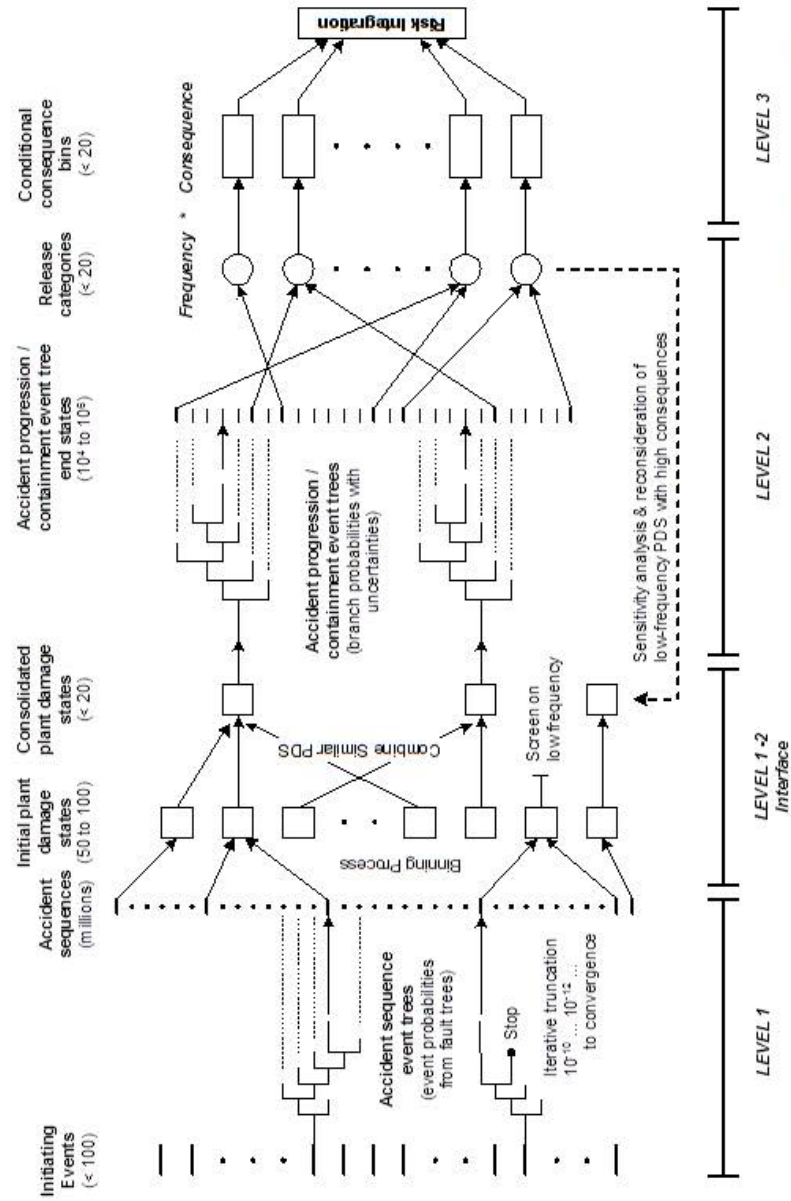 Initiating
Events
(< 100)
Accident
sequences
(millions)
Initial plant
damage
states
(50 to 100)
Consolidated
plant damage
states
(< 20)
Accident progression /
containment event tree
end states
(10⁴ to 10⁶)
Release
categories
(< 20)
Conditional
consequence
bins
(< 20)
Frequency * Consequence
Risk Integration
Accident sequence
event trees
(event probabilities
from fault trees)
Stop
Iterative truncation
10⁻¹⁰ ... 10⁻¹² ...
to convergence
Binning Process
Combine Similar PDS
Screen on
low frequency
Accident progression /
containment event trees
(branch probabilities with
uncertainties)
Sensitivity analysis & reconsideration of
low-frequency PDS with high consequences
LEVEL 1
LEVEL 1-2
Interface
LEVEL 2
LEVEL 3